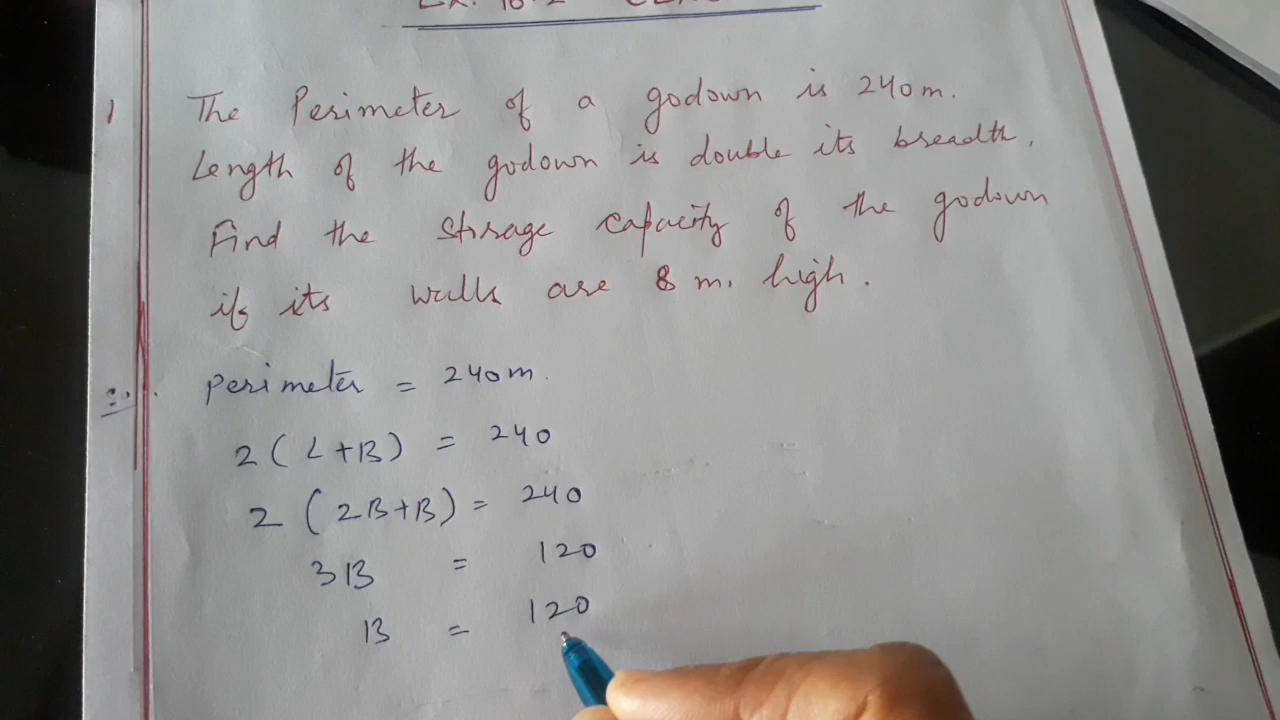 1 The Perimeter of a godown is 240m.
Length of the godown is double its breadth.
Find the storage capacity of the godown
if its walls are 8 m. high.
perimeter = 240m.
2 ( L+B) = 240
2 ( 2B+B) = 240
3B = 120
B = 120